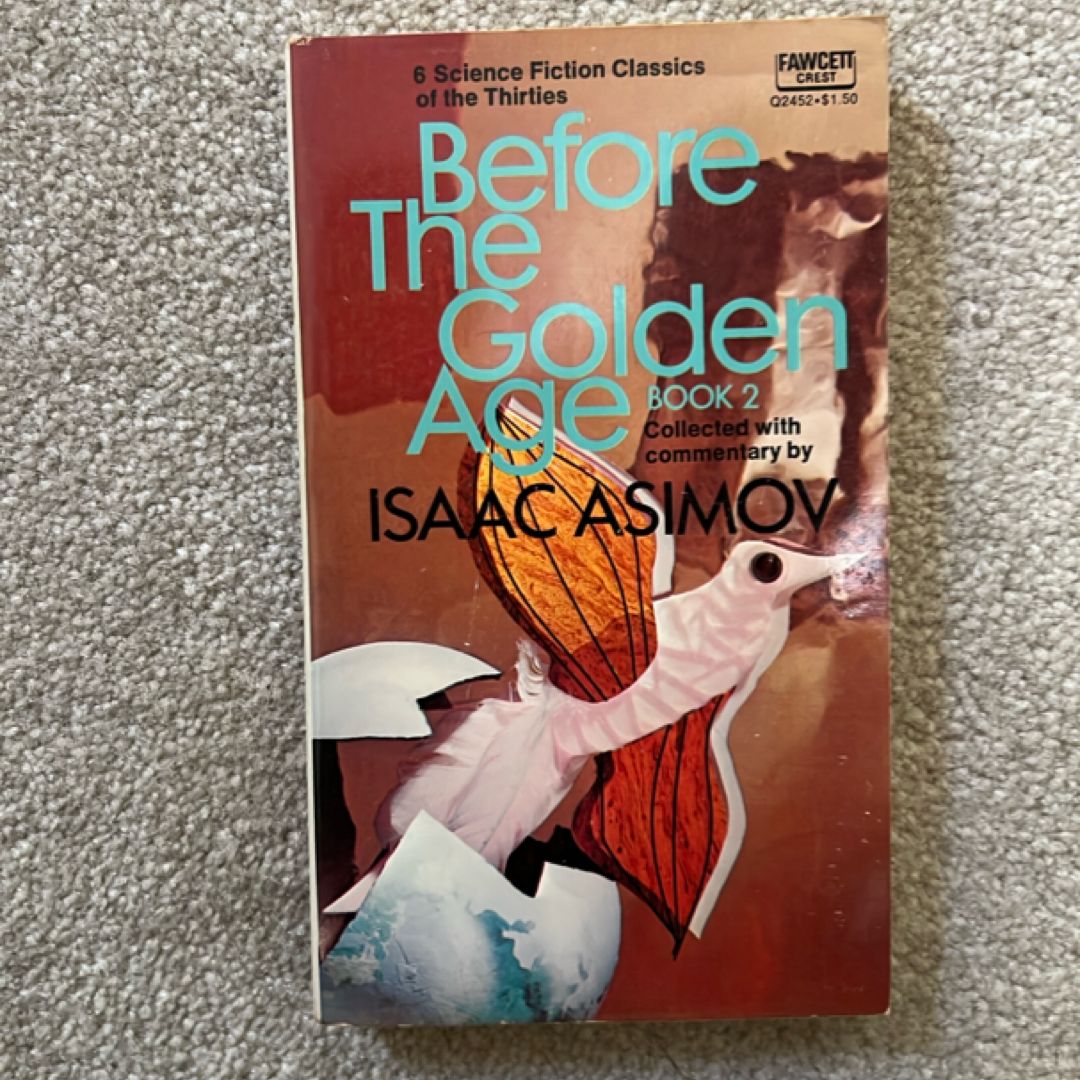 6 Science Fiction Classics
of the Thirties
FAWCETT
CREST
Q2452•$1.50
Before
The
Golden
Age
BOOK 2
Collected with
commentary by
ISAAC ASIMOV